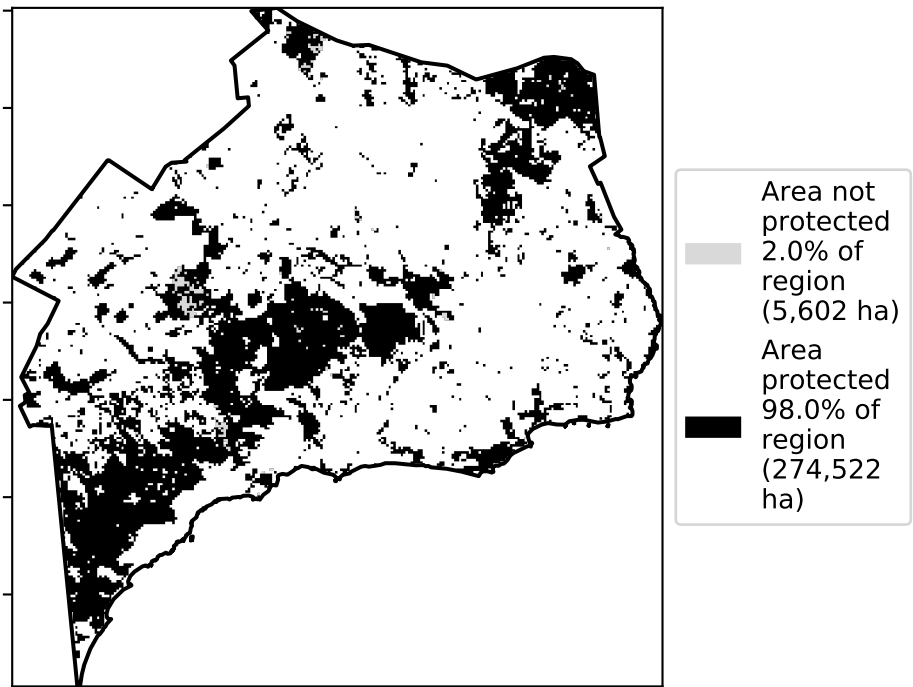 Area not
protected
2.0% of
region
(5,602 ha)
Area
protected
98.0% of
region
(274,522
ha)